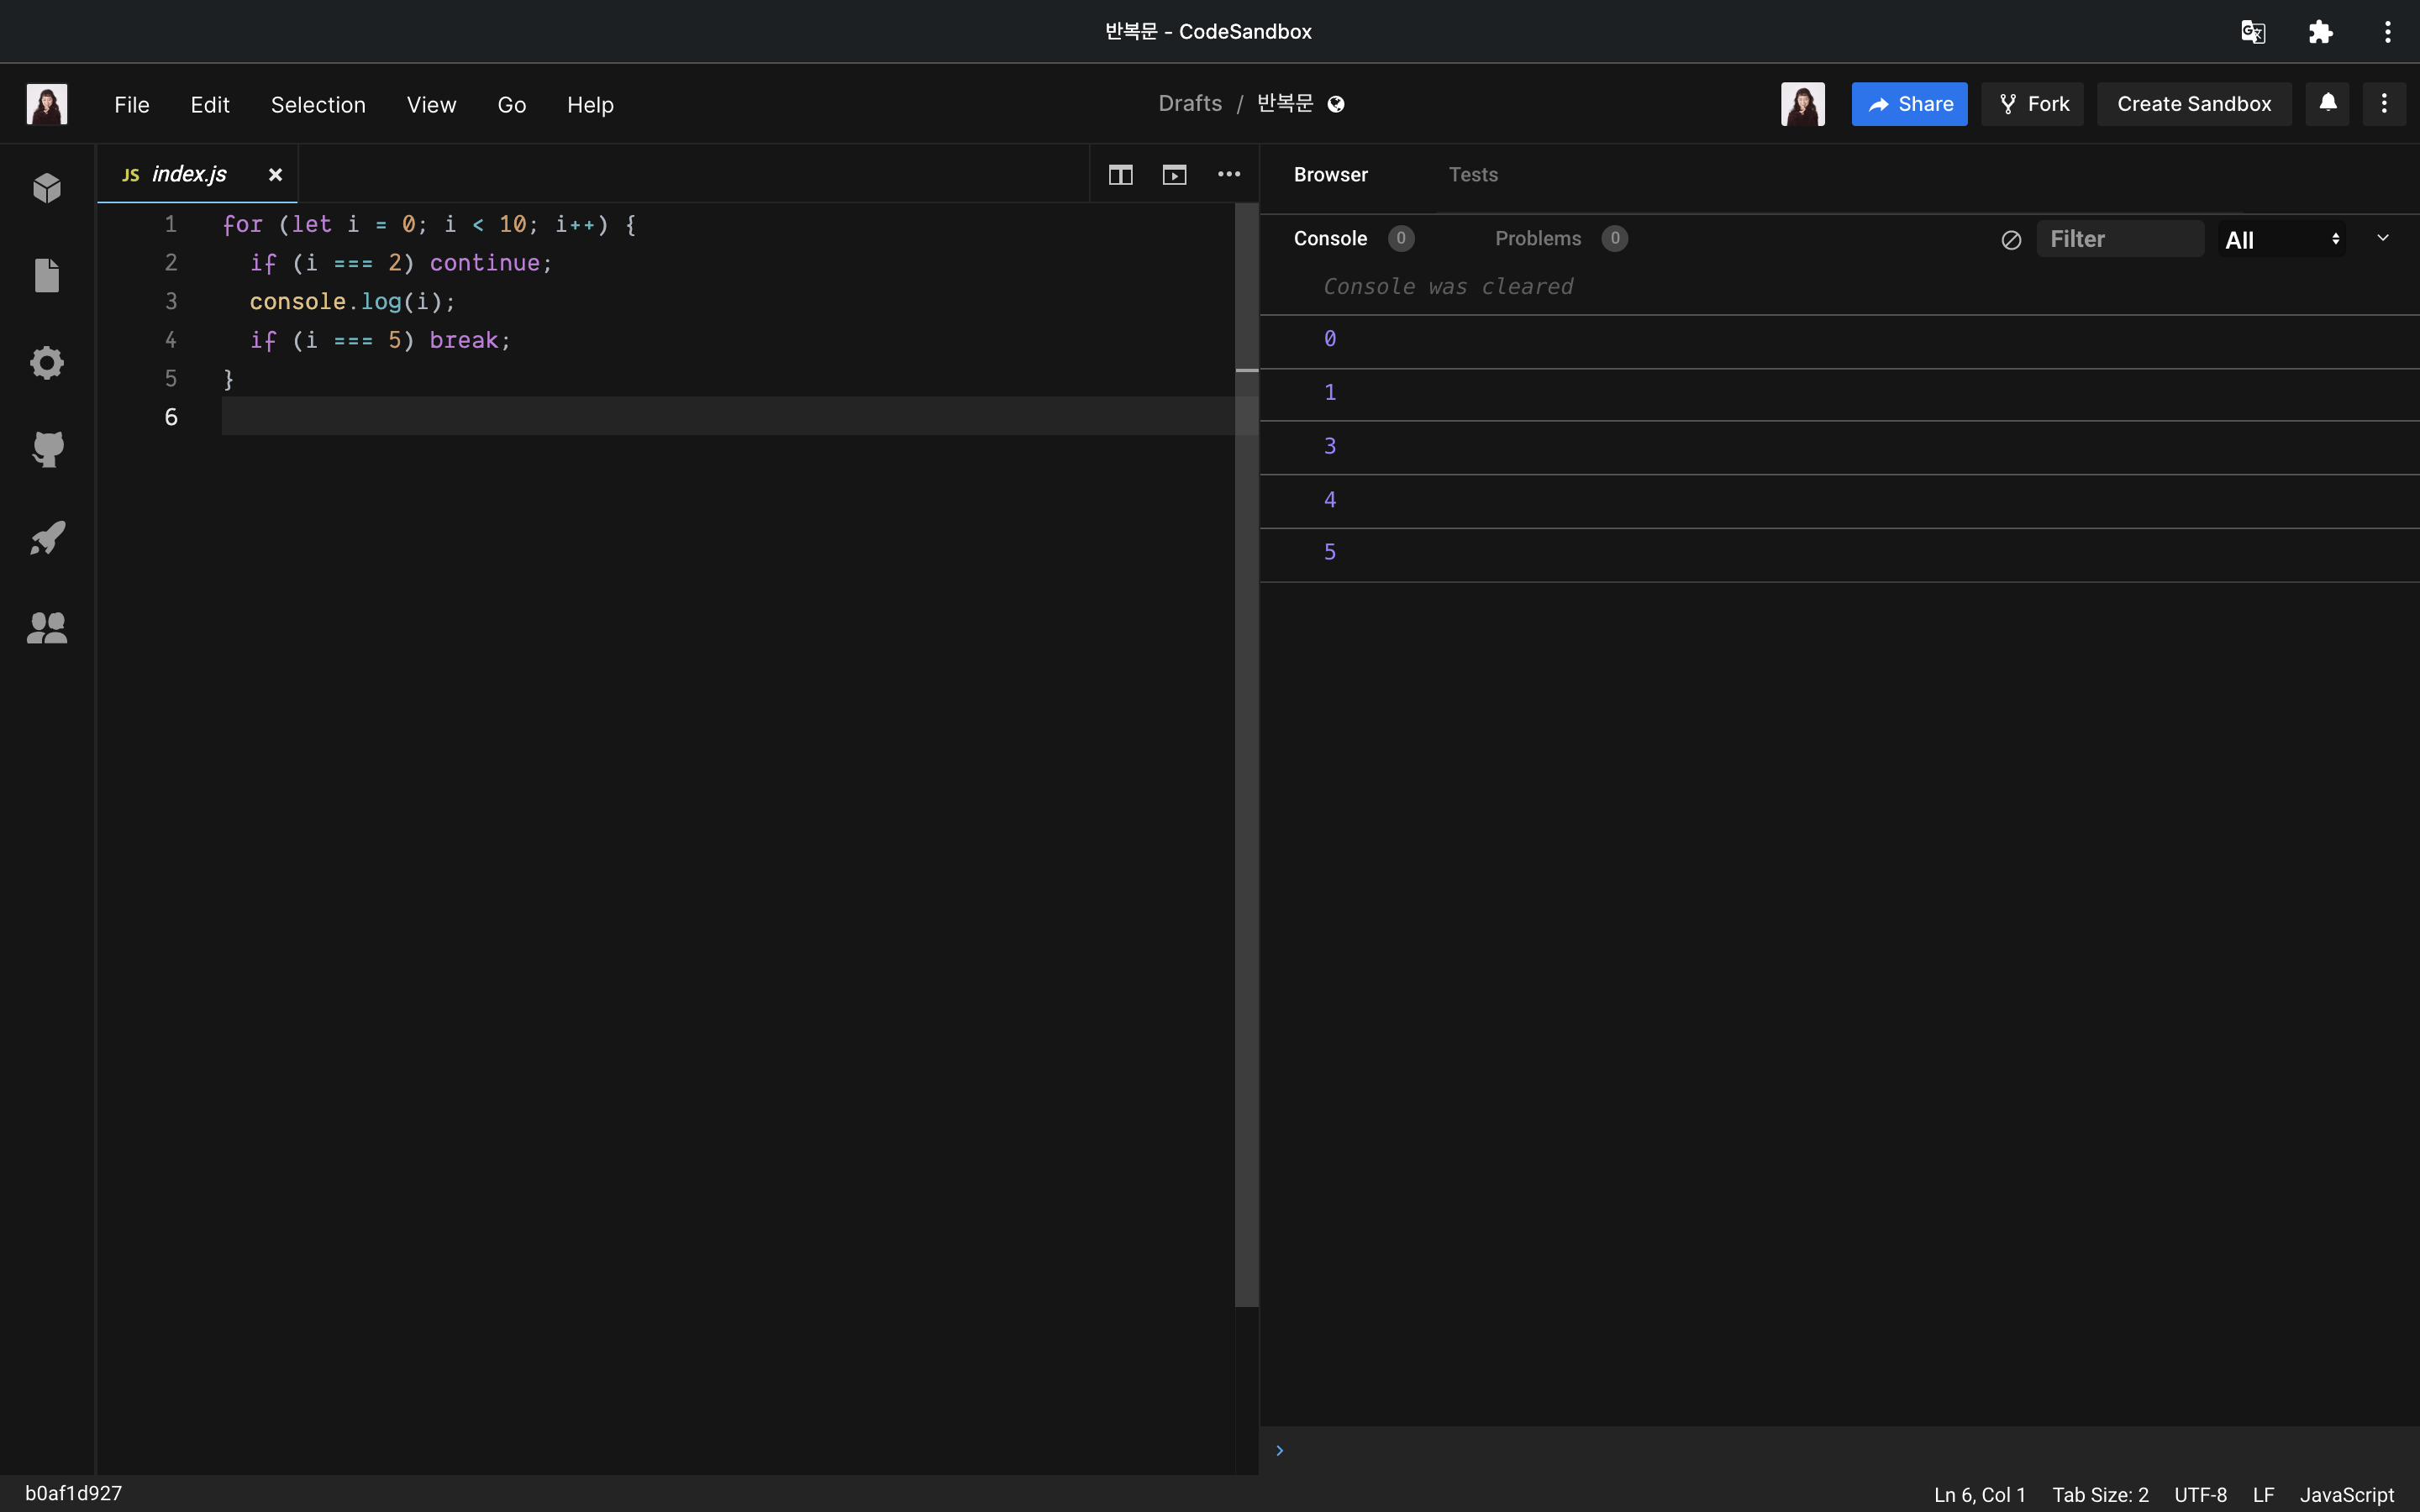 반복문 - CodeSandbox
File Edit Selection View Go Help
Drafts / 반복문
Share Fork Create Sandbox
JS index.js
1 for (let i = 0; i < 10; i++) {
2 if (i === 2) continue;
3 console.log(i);
4 if (i === 5) break;
5 }
6
Browser Tests
Console 0 Problems 0 Filter All
Console was cleared
0
1
3
4
5
b0af1d927
Ln 6, Col 1 Tab Size: 2 UTF-8 LF JavaScript